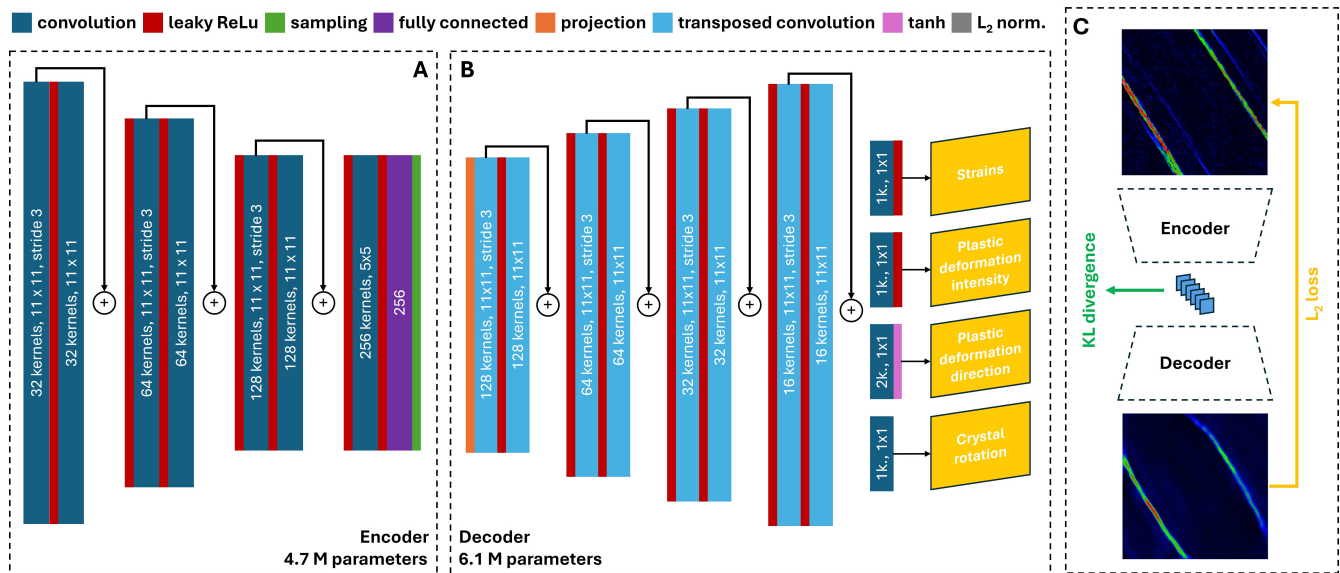 convolution leaky ReLu sampling fully connected projection transposed convolution tanh L₂ norm.
A
32 kernels, 11 x 11, stride 3
32 kernels, 11 x 11
+
64 kernels, 11 x 11, stride 3
64 kernels, 11 x 11
+
128 kernels, 11 x 11, stride 3
128 kernels, 11 x 11
+
256 kernels, 5x5
256
Encoder
4.7 M parameters
B
128 kernels, 11x11, stride 3
128 kernels, 11x11
+
64 kernels, 11x11, stride 3
64 kernels, 11x11
+
32 kernels, 11x11, stride 3
32 kernels, 11x11
+
16 kernels, 11x11, stride 3
16 kernels, 11x11
+
1k., 1x1
Strains
1k., 1x1
Plastic
deformation
intensity
2k., 1x1
Plastic
deformation
direction
1k., 1x1
Crystal
rotation
Decoder
6.1 M parameters
C
Encoder
KL divergence
L₂ loss
Decoder